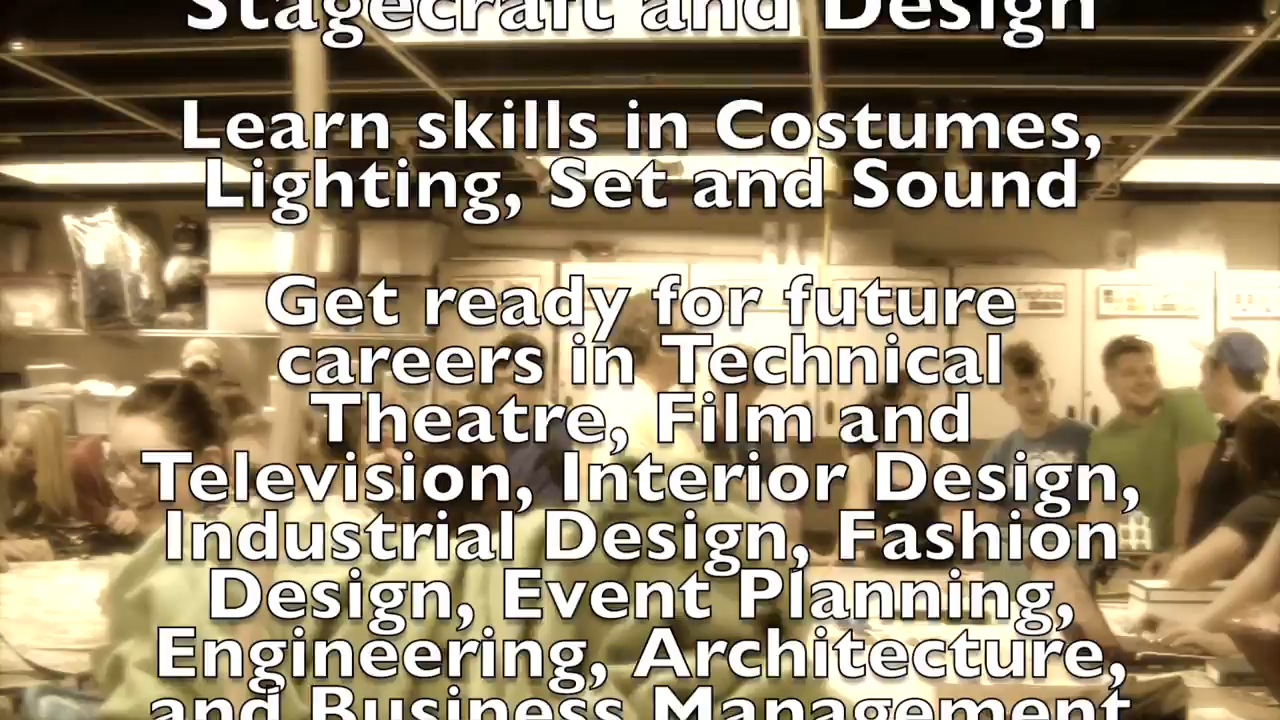 Stagecraft and Design
Learn skills in Costumes,
Lighting, Set and Sound
Get ready for future
careers in Technical
Theatre, Film and
Television, Interior Design,
Industrial Design, Fashion
Design, Event Planning,
Engineering, Architecture,
and Business Management